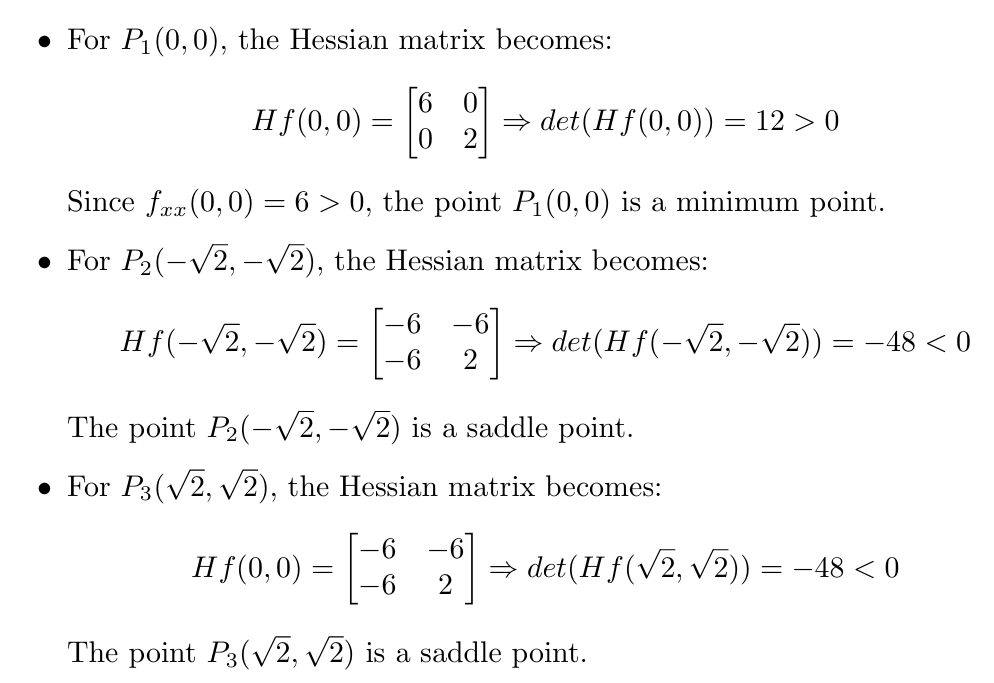 • For $P_1(0,0)$, the Hessian matrix becomes:
$Hf(0,0) = \begin{bmatrix} 6 & 0 \\ 0 & 2 \end{bmatrix} \Rightarrow det(Hf(0,0)) = 12 > 0$
Since $f_{xx}(0,0) = 6 > 0$, the point $P_1(0,0)$ is a minimum point.
• For $P_2(-\sqrt{2},-\sqrt{2})$, the Hessian matrix becomes:
$Hf(-\sqrt{2},-\sqrt{2}) = \begin{bmatrix} -6 & -6 \\ -6 & 2 \end{bmatrix} \Rightarrow det(Hf(-\sqrt{2},-\sqrt{2})) = -48 < 0$
The point $P_2(-\sqrt{2},-\sqrt{2})$ is a saddle point.
• For $P_3(\sqrt{2},\sqrt{2})$, the Hessian matrix becomes:
$Hf(0,0) = \begin{bmatrix} -6 & -6 \\ -6 & 2 \end{bmatrix} \Rightarrow det(Hf(\sqrt{2},\sqrt{2})) = -48 < 0$
The point $P_3(\sqrt{2},\sqrt{2})$ is a saddle point.